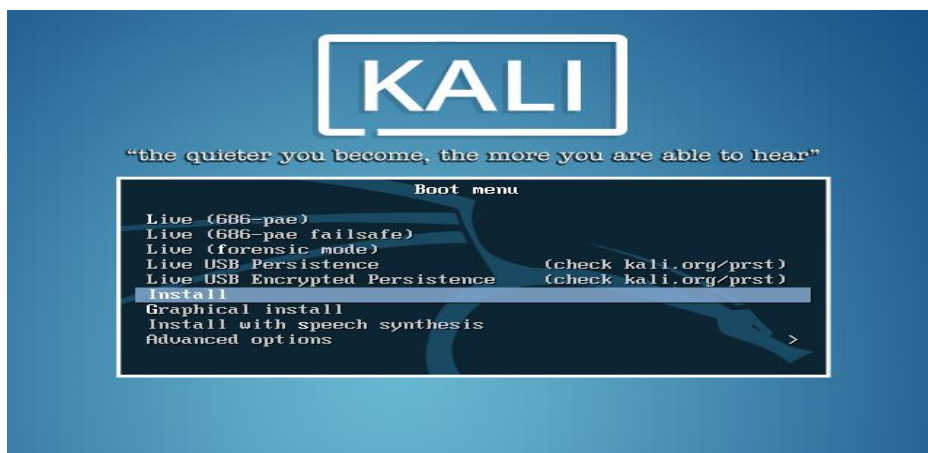 KALI
“the quieter you become, the more you are able to hear”
Boot menu
Live (686-pae)
Live (686-pae failsafe)
Live (forensic mode)
Live USB Persistence (check kali.org/prst)
Live USB Encrypted Persistence (check kali.org/prst)
Install
Graphical install
Install with speech synthesis
Advanced options >